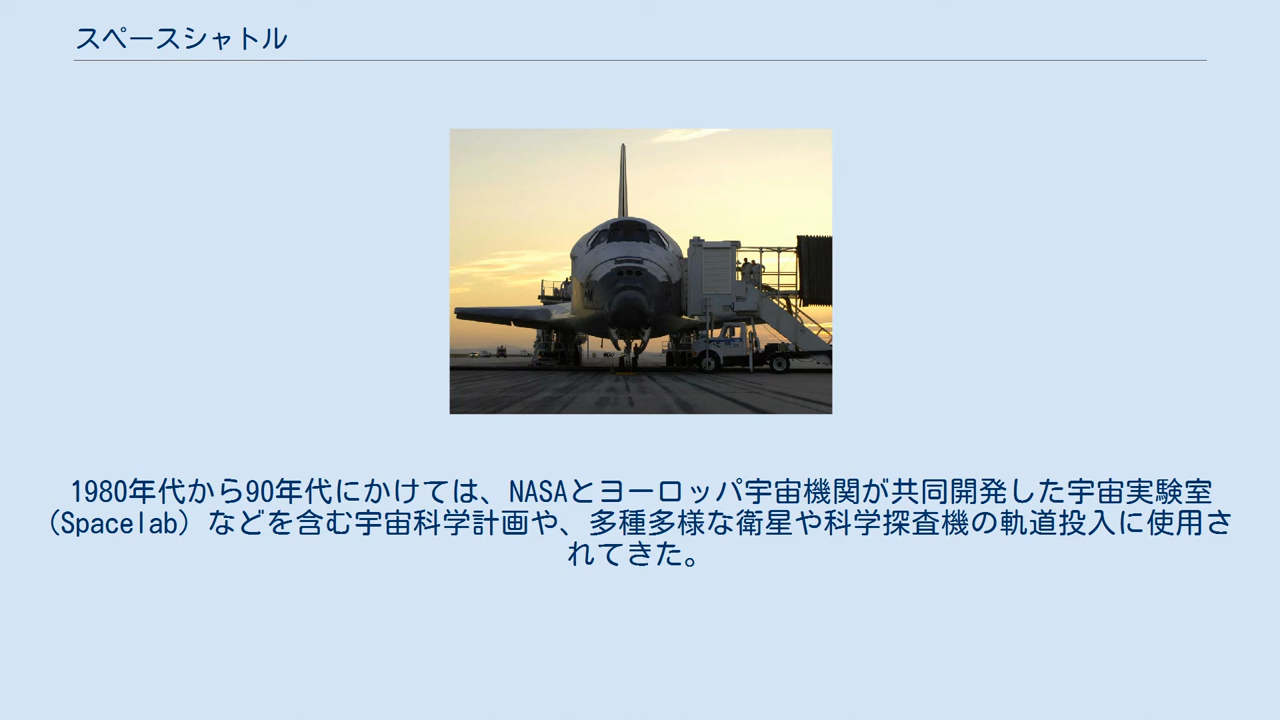 スペースシャトル
1980年代から90年代にかけては、NASAとヨーロッパ宇宙機関が共同開発した宇宙実験室
（Spacelab）などを含む宇宙科学計画や、多種多様な衛星や科学探査機の軌道投入に使用さ
れてきた。